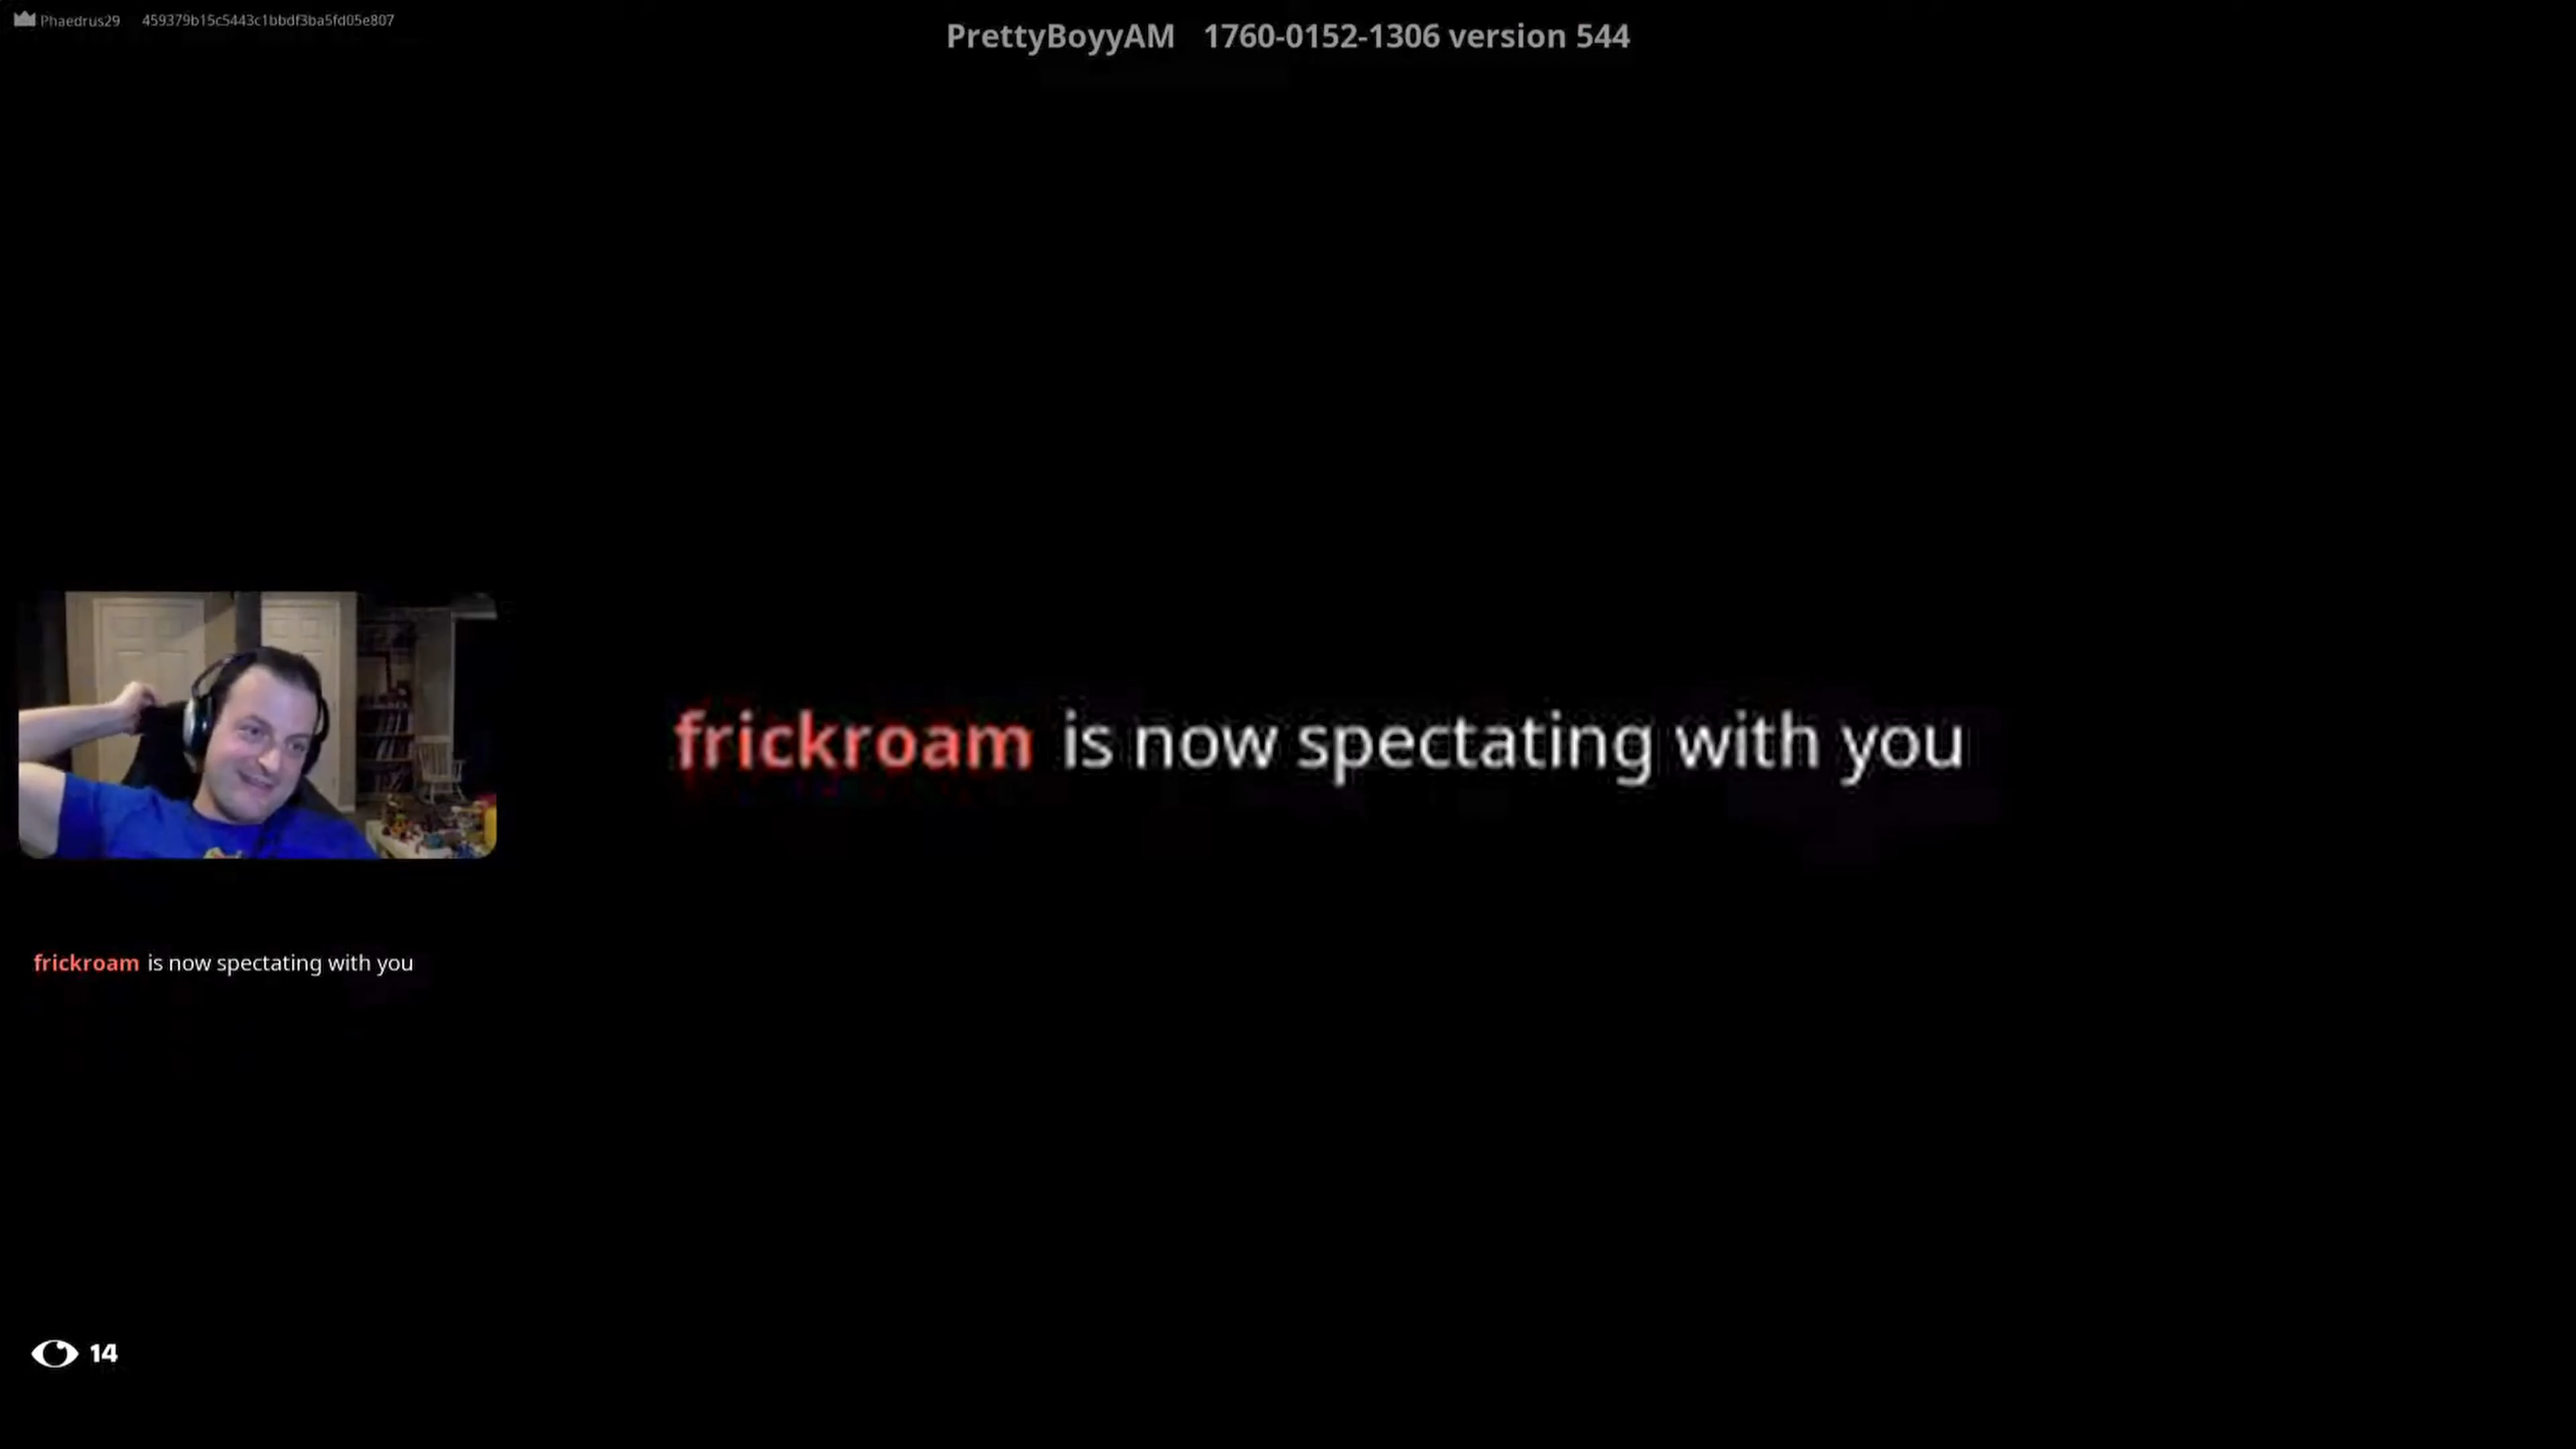 Phaedrus29 459379b15c5443c1bbdf3ba5fd05e807
PrettyBoyyAM 1760-0152-1306 version 544
frickroam is now spectating with you
frickroam is now spectating with you
14